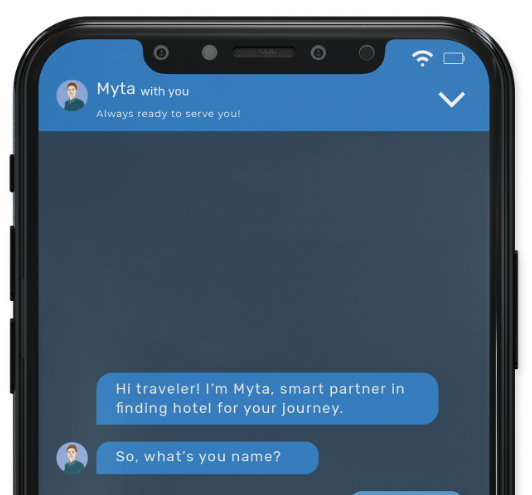 Myta with you
Always ready to serve you!
Hi traveler! I'm Myta, smart partner in
finding hotel for your journey.
So, what's you name?